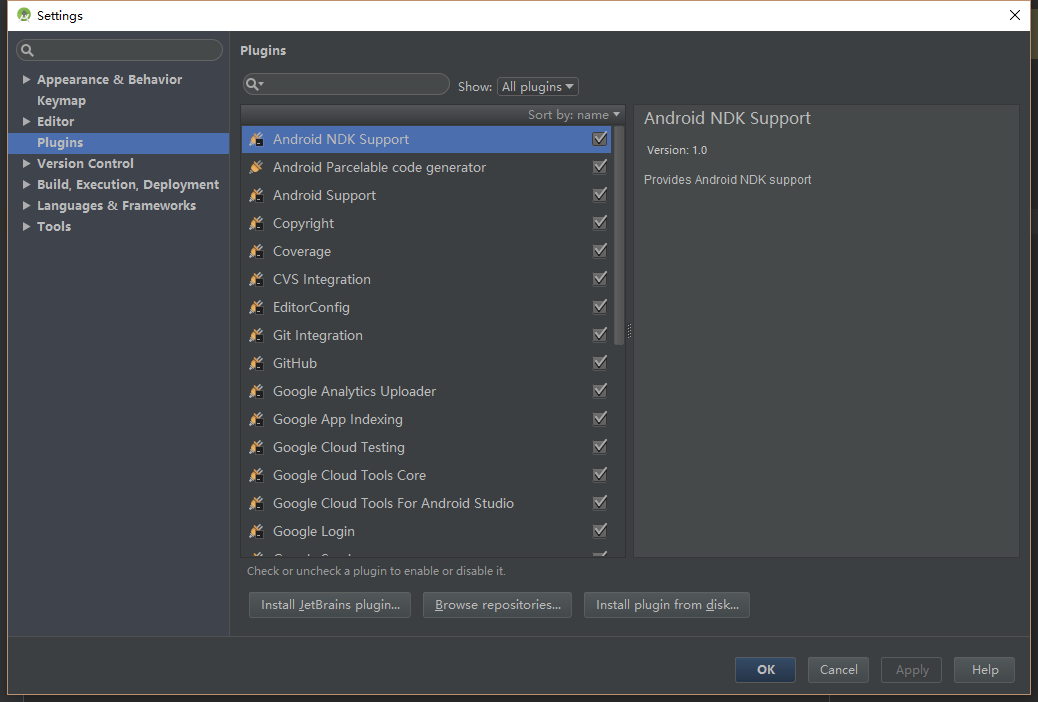 Settings
Plugins
Appearance & Behavior
Keymap
Editor
Plugins
Version Control
Build, Execution, Deployment
Languages & Frameworks
Tools
Show: All plugins
Sort by: name
Android NDK Support
Android Parcelable code generator
Android Support
Copyright
Coverage
CVS Integration
EditorConfig
Git Integration
GitHub
Google Analytics Uploader
Google App Indexing
Google Cloud Testing
Google Cloud Tools Core
Google Cloud Tools For Android Studio
Google Login
Android NDK Support
Version: 1.0
Provides Android NDK support
Check or uncheck a plugin to enable or disable it.
Install JetBrains plugin... Browse repositories... Install plugin from disk...
OK Cancel Apply Help